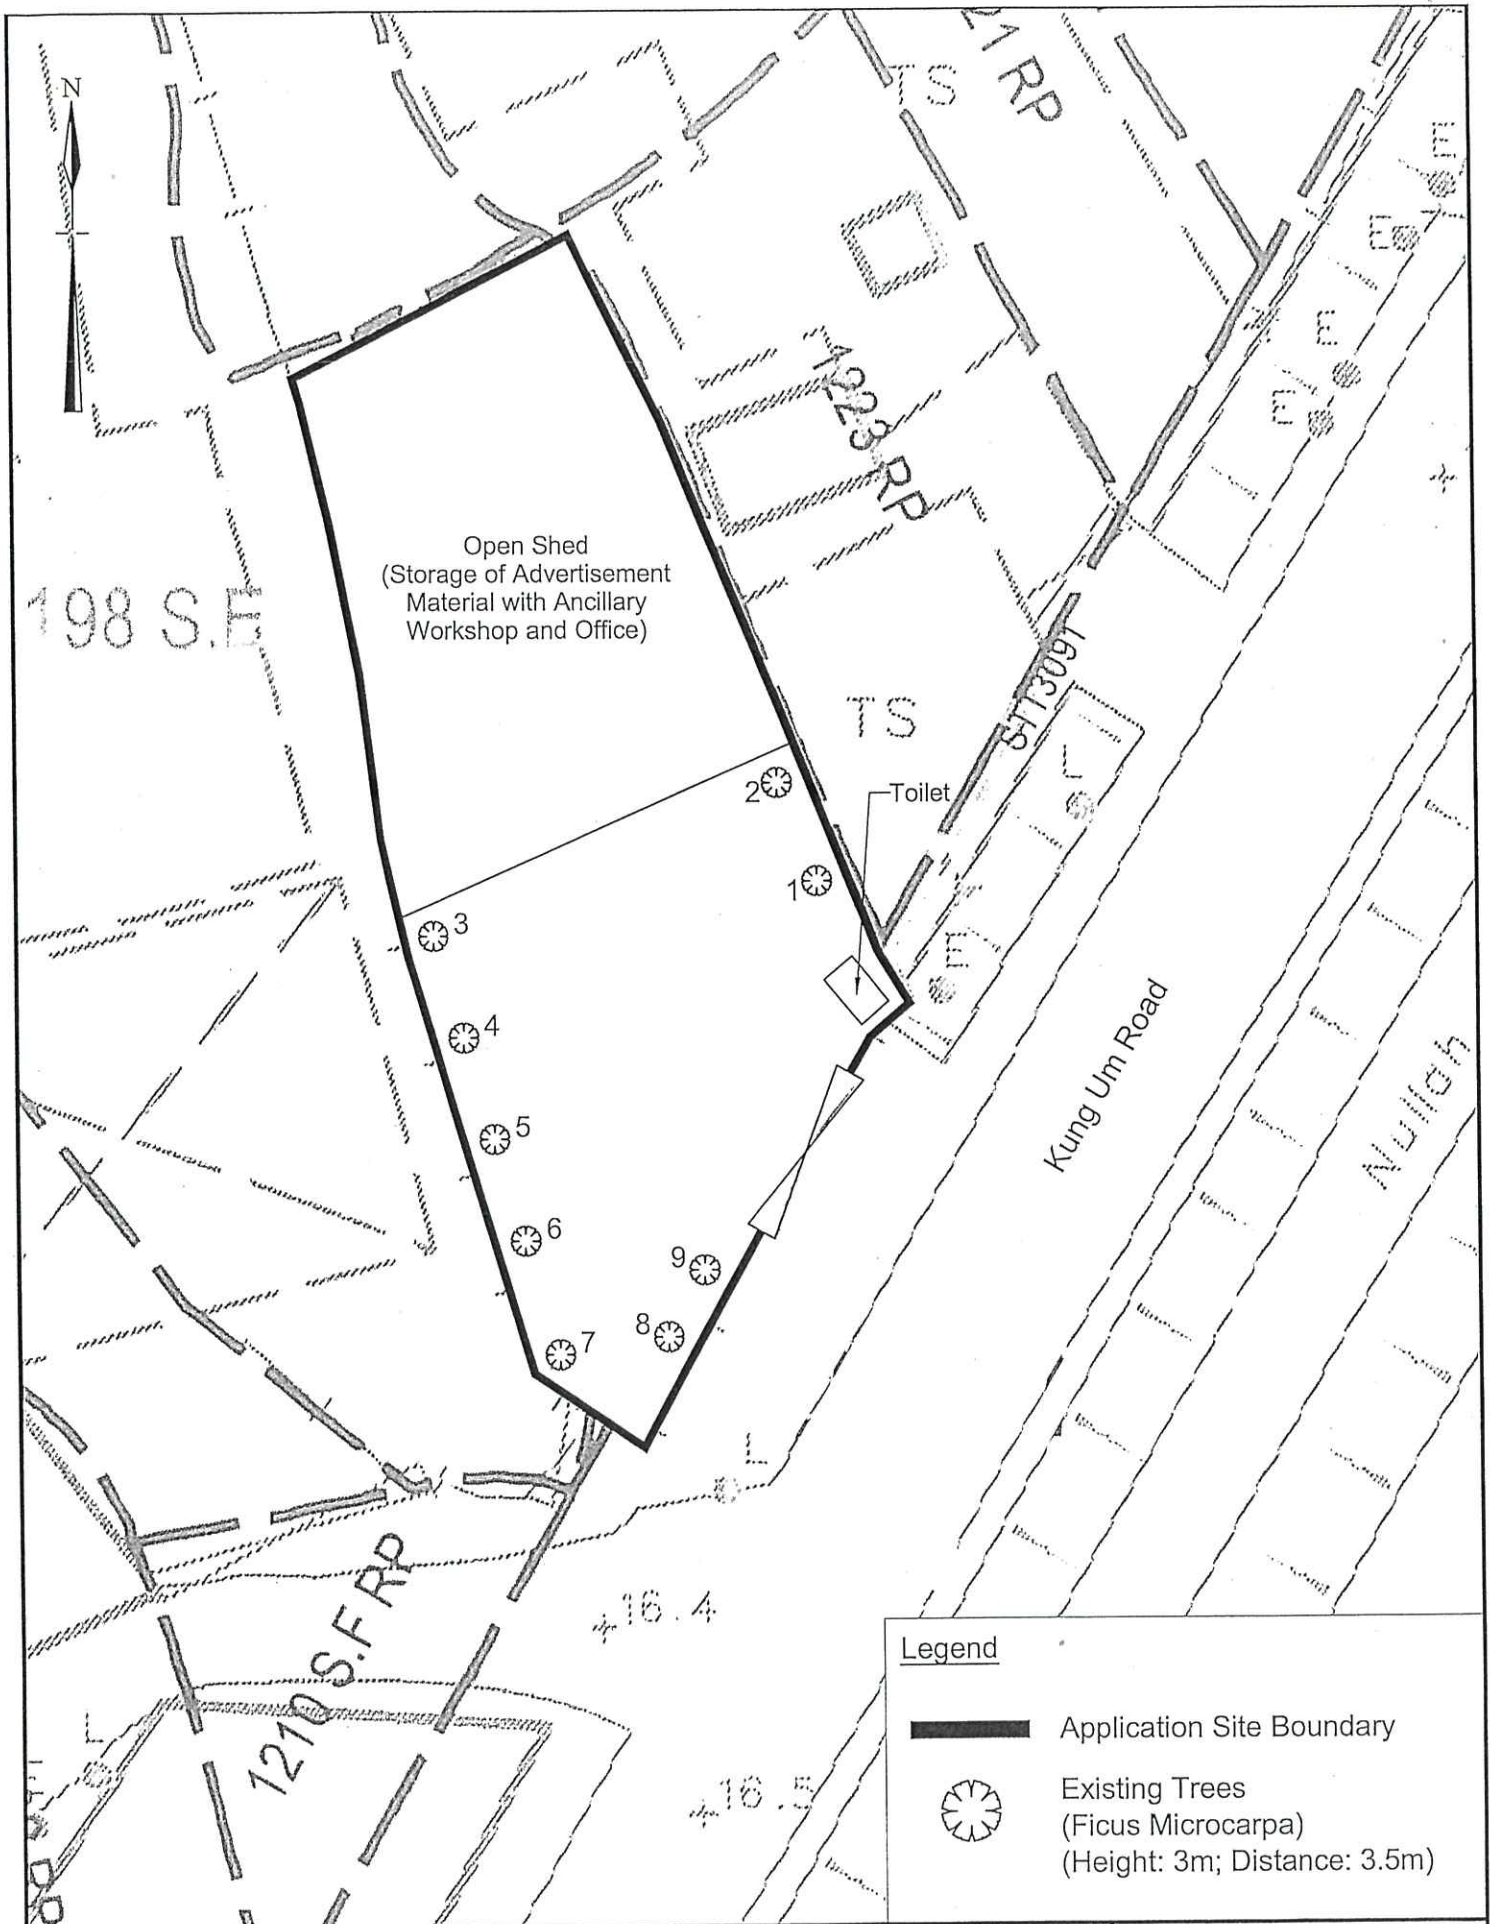 N
TS
21 RP
E
E
E
E
1223 RP
Open Shed
(Storage of Advertisement
Material with Ancillary
Workshop and Office)
198 S.E
STT3091
TS
L
2
Toilet
1
3
E
4
Kung Um Road
Nullah
5
6
9
8
7
L
1210 S.F RP
16.4
L
16.5
E
Legend
Application Site Boundary
Existing Trees
(Ficus Microcarpa)
(Height: 3m; Distance: 3.5m)